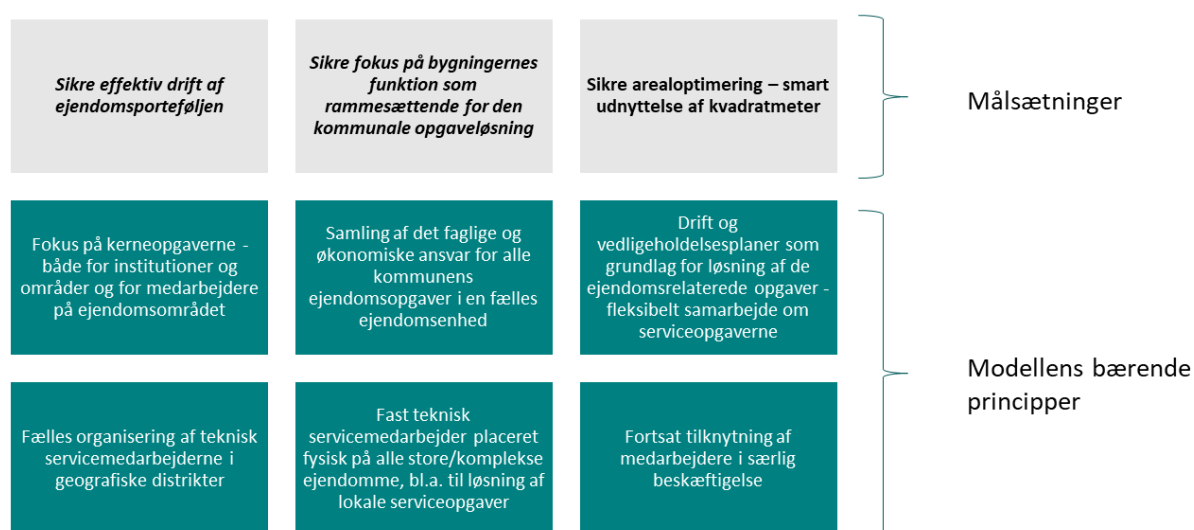 Sikre effektiv drift af
ejendomsporteføljen
Sikre fokus på bygningernes
funktion som
rammesættende for den
kommunale opgaveløsning
Sikre arealoptimering – smart
udnyttelse af kvadratmeter
Målsætninger
Fokus på kerneopgaverne -
både for institutioner og
områder og for medarbejdere
på ejendomsområdet
Samling af det faglige og
økonomiske ansvar for alle
kommunens
ejendomsopgaver i en fælles
ejendomsenhed
Drift og
vedligeholdelsesplaner som
grundlag for løsning af de
ejendomsrelaterede opgaver -
fleksibelt samarbejde om
serviceopgaverne
Modellens bærende
principper
Fælles organisering af teknisk
servicemedarbejderne i
geografiske distrikter
Fast teknisk
servicemedarbejder placeret
fysisk på alle store/komplekse
ejendomme, bl.a. til løsning af
lokale serviceopgaver
Fortsat tilknytning af
medarbejdere i særlig
beskæftigelse